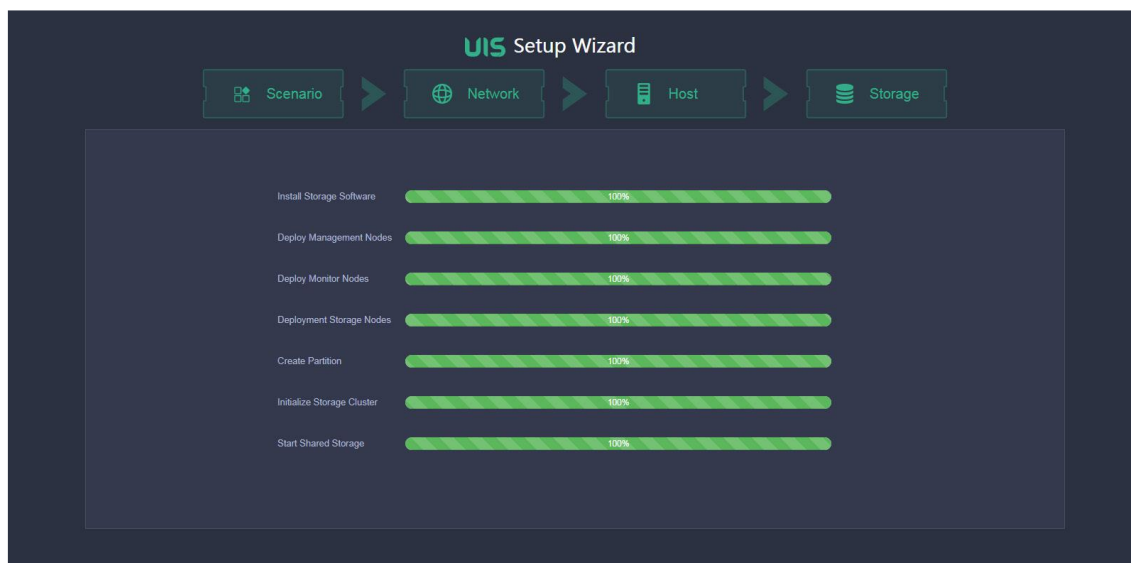 UIS Setup Wizard
Scenario
Network
Host
Storage
Install Storage Software 100%
Deploy Management Nodes 100%
Deploy Monitor Nodes 100%
Deployment Storage Nodes 100%
Create Partition 100%
Initialize Storage Cluster 100%
Start Shared Storage 100%